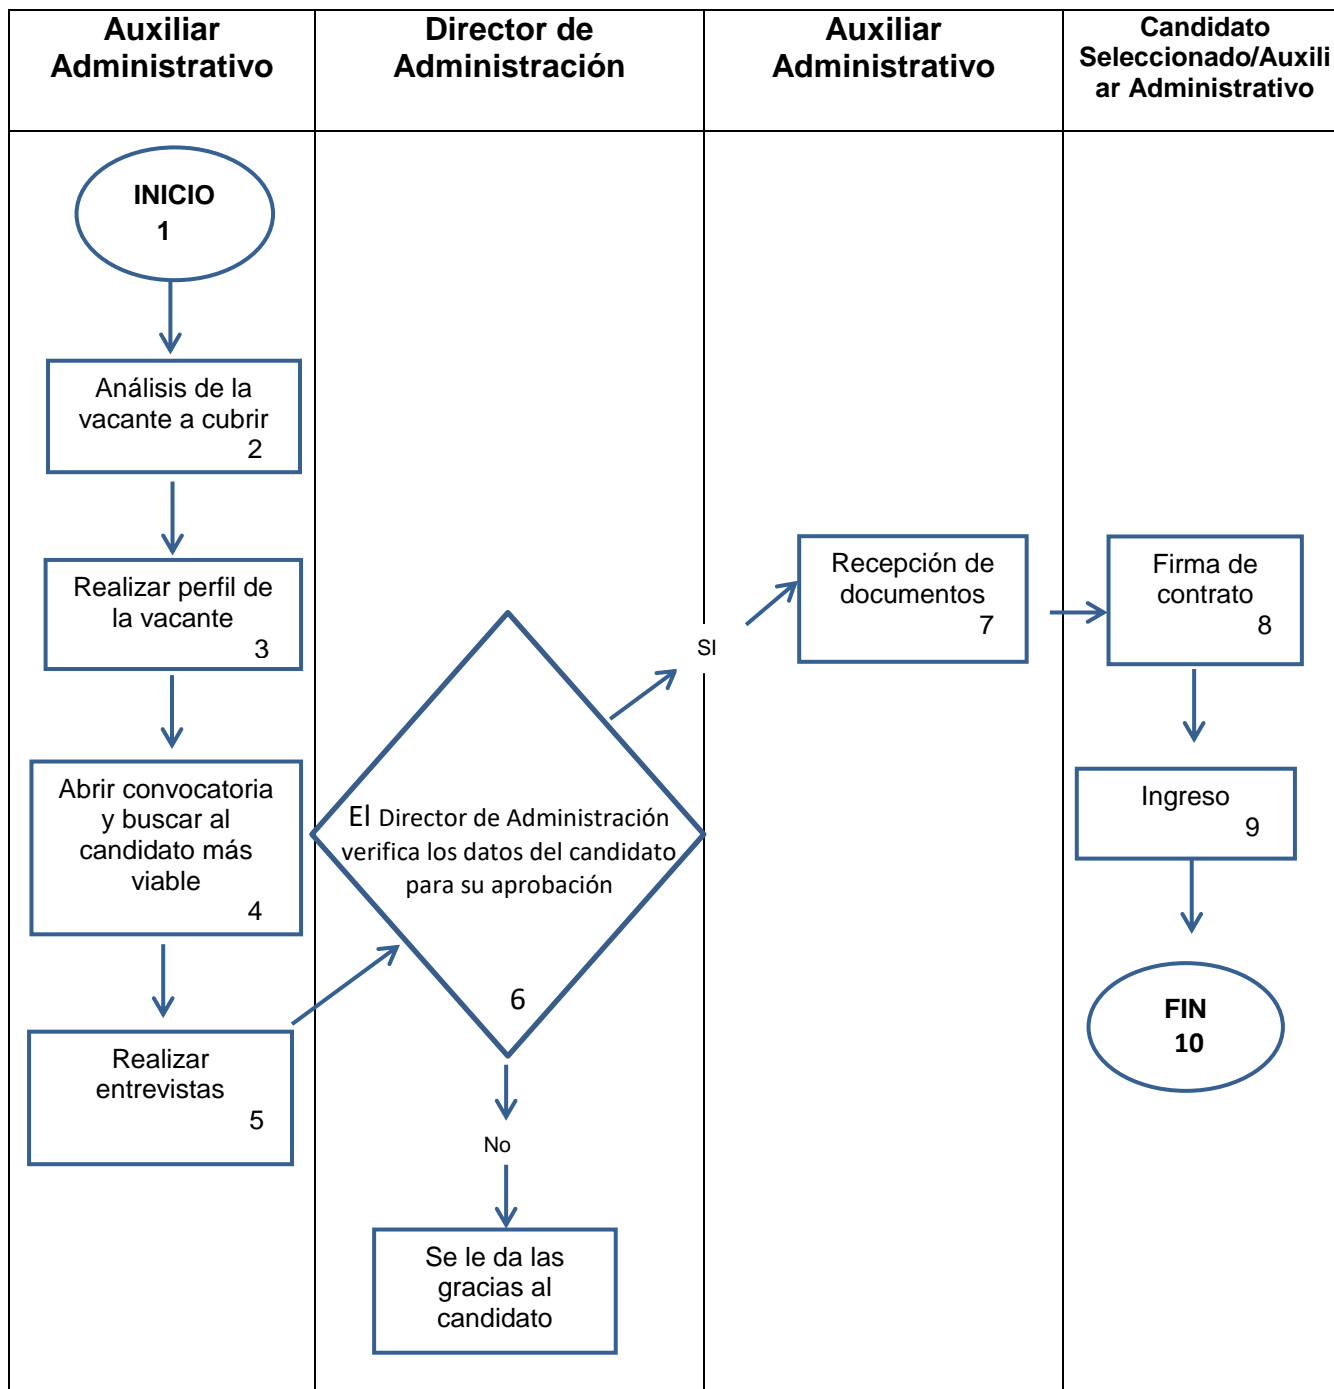 Auxiliar
Administrativo
Director de
Administración
Auxiliar
Administrativo
Candidato
Seleccionado/Auxili
ar Administrativo
INICIO
1
Análisis de la
vacante a cubrir
2
Realizar perfil de
la vacante
3
Abrir convocatoria
y buscar al
candidato más
viable
4
Realizar
entrevistas
5
El Director de Administración
verifica los datos del candidato
para su aprobación
6
SI
No
Se le da las
gracias al
candidato
Recepción de
documentos
7
Firma de
contrato
8
Ingreso
9
FIN
10